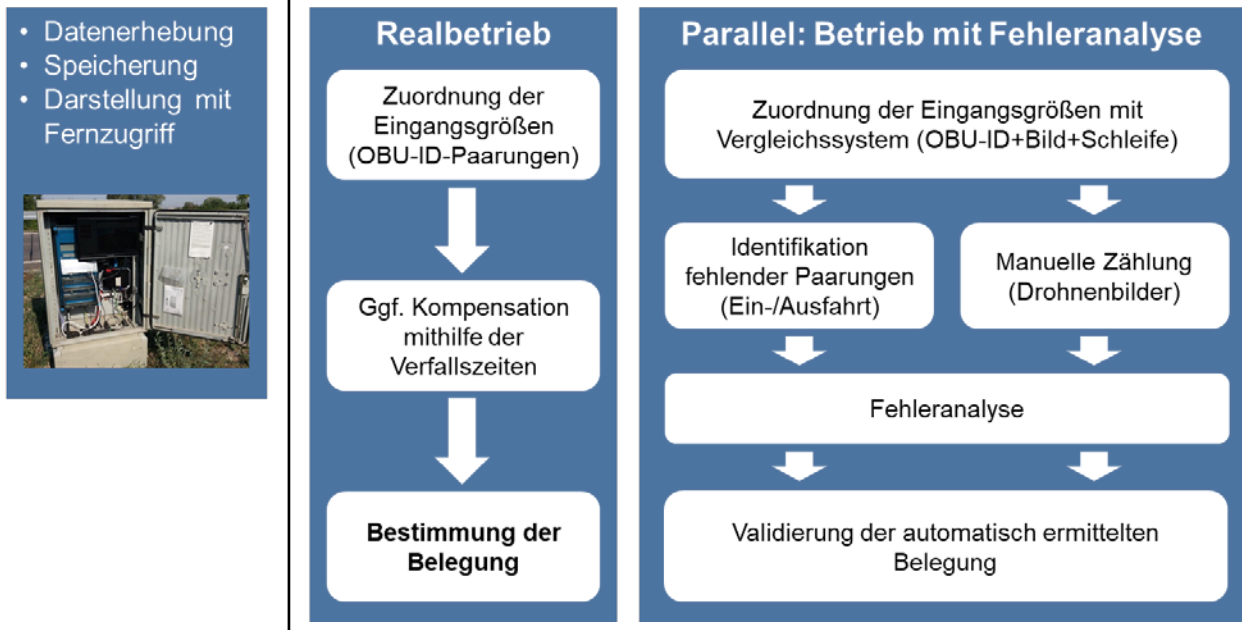 • Datenerhebung
• Speicherung
• Darstellung mit
Fernzugriff
Realbetrieb
Zuordnung der
Eingangsgrößen
(OBU-ID-Paarungen)
Ggf. Kompensation
mithilfe der
Verfallszeiten
Bestimmung der
Belegung
Parallel: Betrieb mit Fehleranalyse
Zuordnung der Eingangsgrößen mit
Vergleichssystem (OBU-ID+Bild+Schleife)
Identifikation
fehlender Paarungen
(Ein-/Ausfahrt)
Manuelle Zählung
(Drohnenbilder)
Fehleranalyse
Validierung der automatisch ermittelten
Belegung